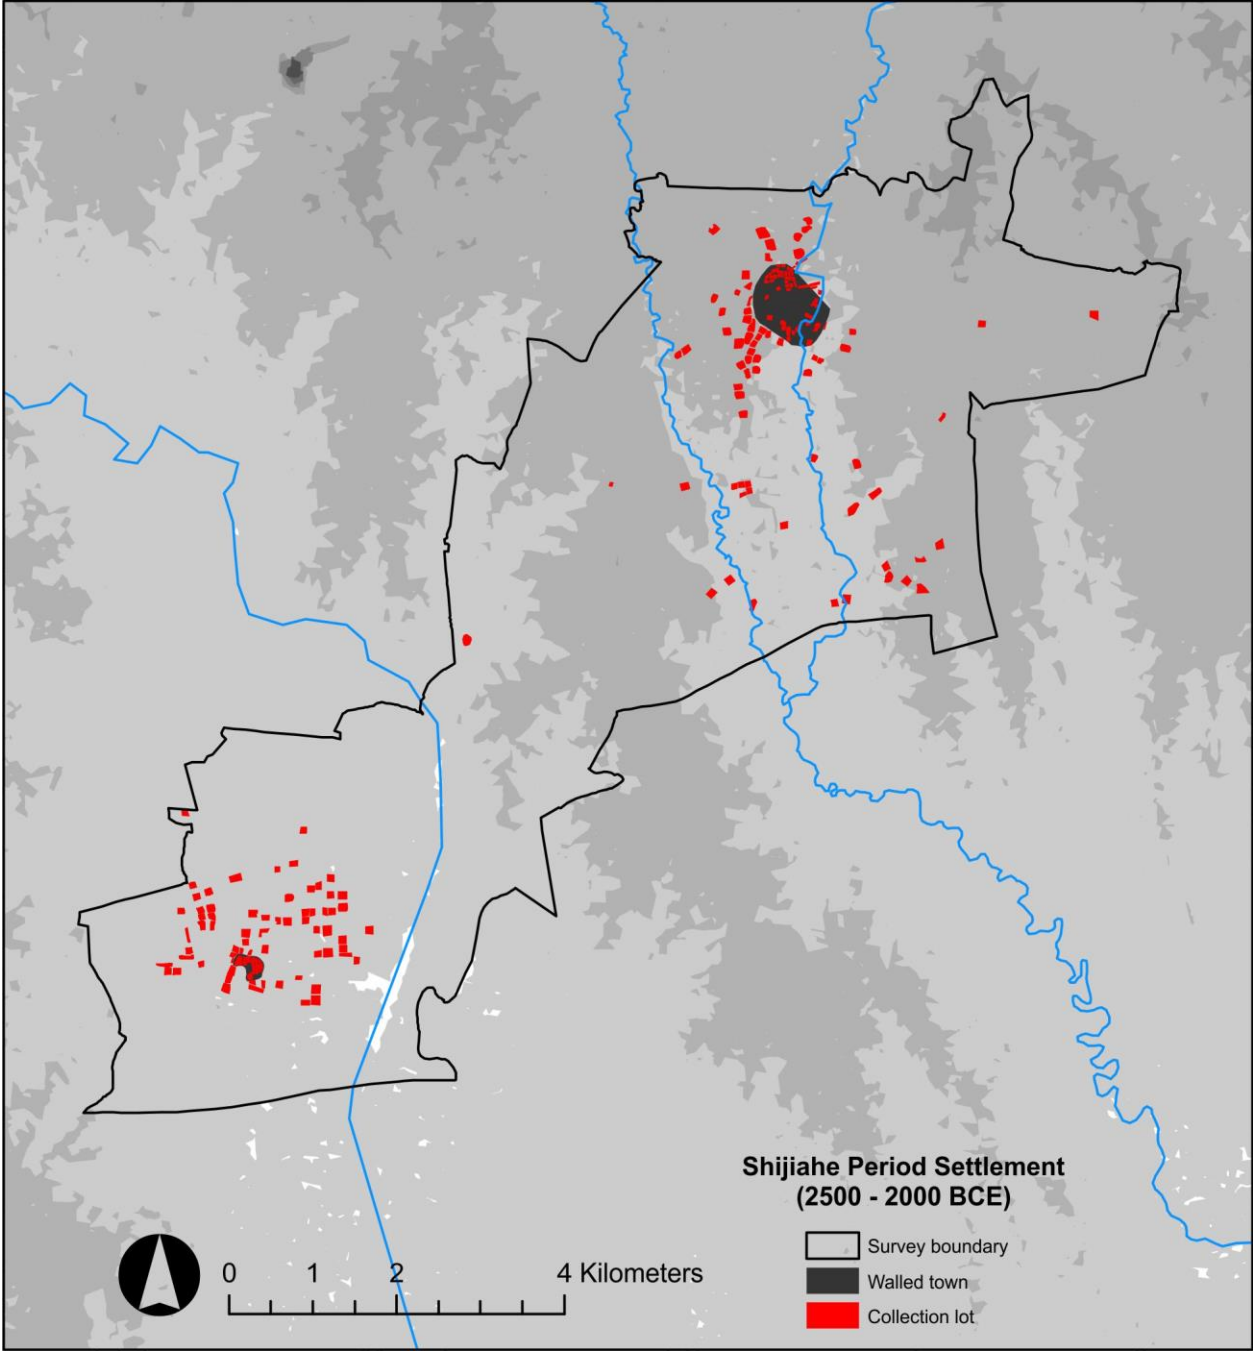 Shijiahe Period Settlement
(2500 - 2000 BCE)
Survey boundary
Walled town
Collection lot
0 1 2 4 Kilometers